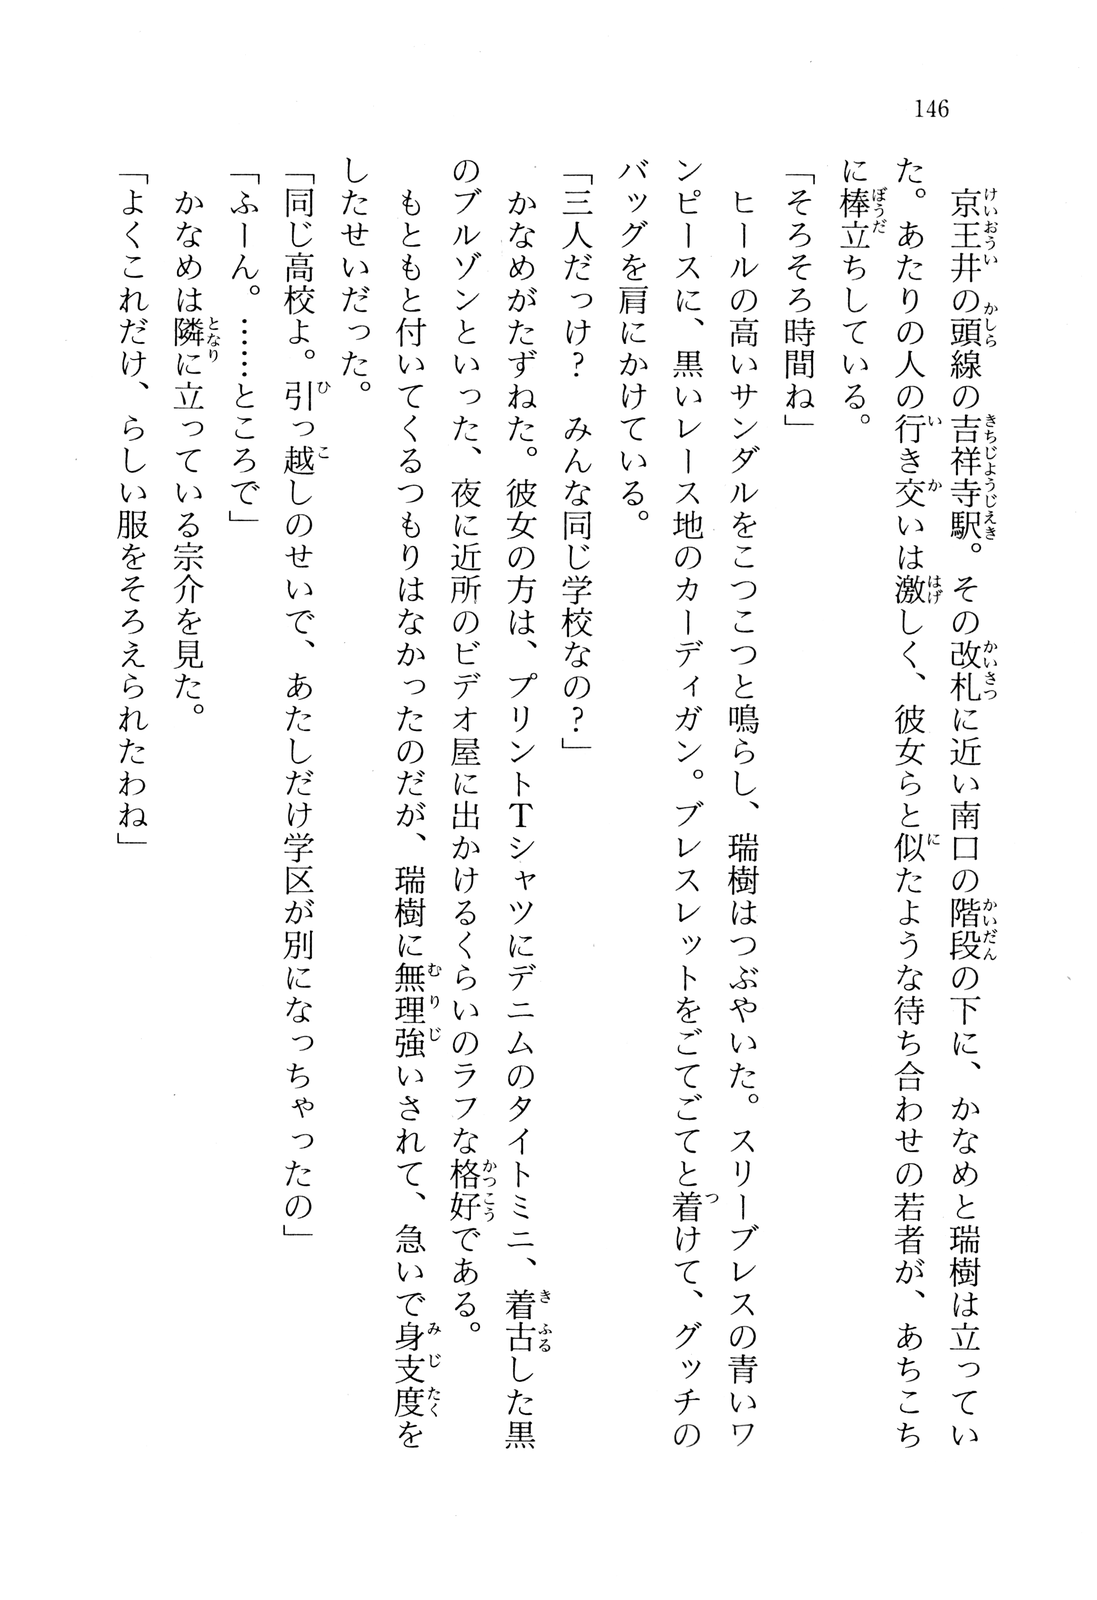 146
京王井の頭線の吉祥寺駅。その改札に近い南口の階段の下に、かなめと瑞樹は立ってい
た。あたりの人の行き交いは激しく、彼女らと似たような待ち合わせの若者が、あちこち
に棒立ちしている。
「そろそろ時間ね」
ヒールの高いサンダルをこつこつと鳴らし、瑞樹はつぶやいた。スリーブレスの青いワ
ンピースに、黒いレース地のカーディガン。ブレスレットをごてごてと着けて、グッチの
バッグを肩にかけている。
「三人だっけ？　みんな同じ学校なの？」
かなめがたずねた。彼女の方は、プリントTシャツにデニムのタイトミニ、着古した黒
のブルゾンといった、夜に近所のビデオ屋に出かけるくらいのラフな格好である。
もともと付いてくるつもりはなかったのだが、瑞樹に無理強いされて、急いで身支度を
したせいだった。
「同じ高校よ。引っ越しのせいで、あたしだけ学区が別になっちゃったの」
「ふーん。……ところで」
かなめは隣に立っている宗介を見た。
「よくこれだけ、らしい服をそろえられたわね」